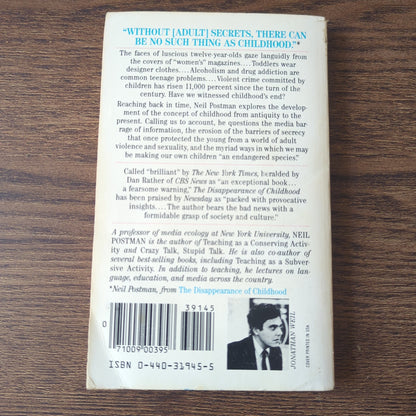 "WITHOUT [ADULT] SECRETS, THERE CAN
BE NO SUCH THING AS CHILDHOOD."*
The faces of luscious twelve-year-olds gaze languidly from
the covers of "women's" magazines.... Toddlers wear
designer clothes.... Alcoholism and drug addiction are
common teenage problems.... Violent crime committed by
children has risen 11,000 percent since the turn of the
century. Have we witnessed childhood's end?
Reaching back in time, Neil Postman explores the develop-
ment of the concept of childhood from antiquity to the
present. Calling us to account, he questions the media bar
rage of information, the erosion of the barriers of secrecy
that once protected the young from a world of adult
violence and sexuality, and the myriad ways in which we may
be making our own children "an endangered species."
Called "brilliant" by The New York Times, heralded by
Dan Rather of CBS News as "an exceptional book...
a fearsome warning," The Disappearance of Childhood
has been praised by Newsday as "packed with provocative
insights.... The author bears the bad news with a
formidable grasp of society and culture."
A professor of media ecology at New York University, NEIL
POSTMAN is the author of Teaching as a Conserving Activ-
ity and Crazy Talk, Stupid Talk. He is also co-author of
several best-selling books, including Teaching as a Subver-
sive Activity. In addition to teaching, he lectures on lan-
guage, education, and media across the country.
*Neil Postman, from The Disappearance of Childhood
39145
0
71009 00395
ISBN 0-440-31945-5
JONATHAN WEIL